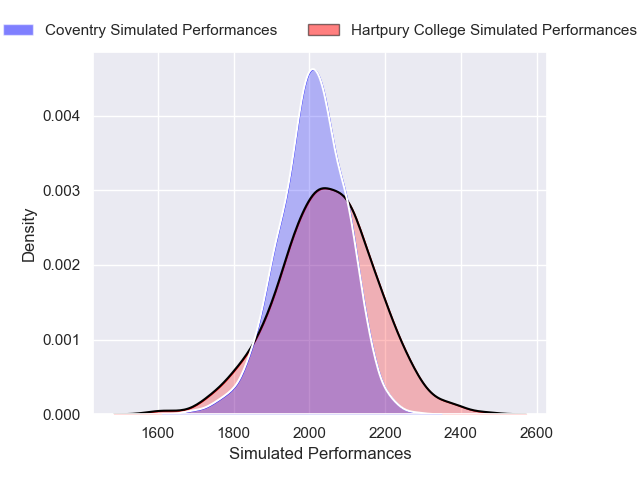 Coventry Simulated Performances Hartpury College Simulated Performances
0.004
0.003
0.002
0.001
0.000
Density
1600 1800 2000 2200 2400 2600
Simulated Performances